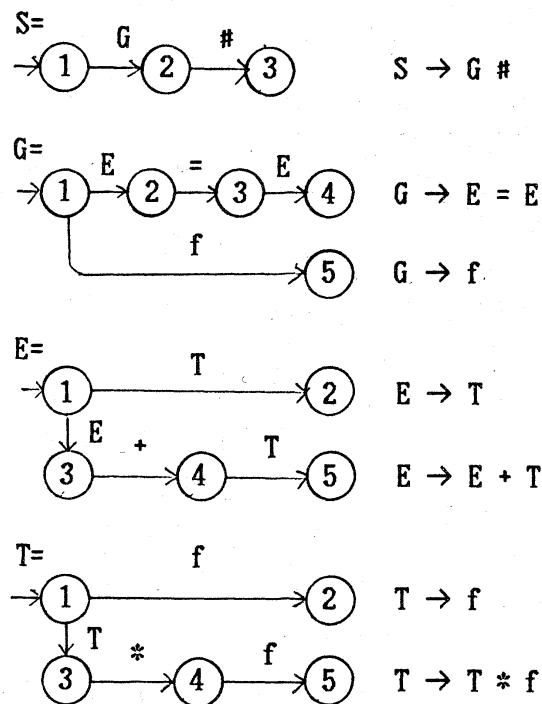 S=
G #
1 2 3 S → G #
G=
E = E
1 2 3 4 G → E = E
f
5 G → f
E=
T
1 2 E → T
E + T
3 4 5 E → E + T
T=
f
1 2 T → f
T * f
3 4 5 T → T * f